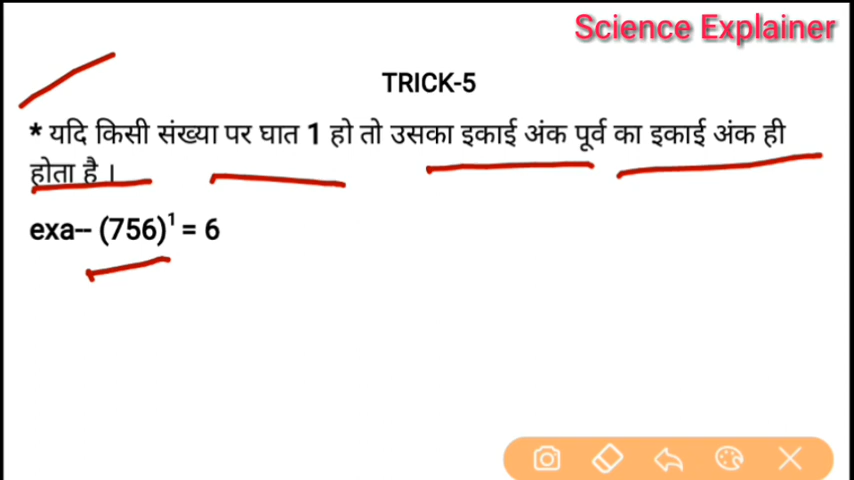 Science Explainer
TRICK-5
* यदि किसी संख्या पर घात 1 हो तो उसका इकाई अंक पूर्व का इकाई अंक ही
होता है ।
exa-- (756)¹ = 6